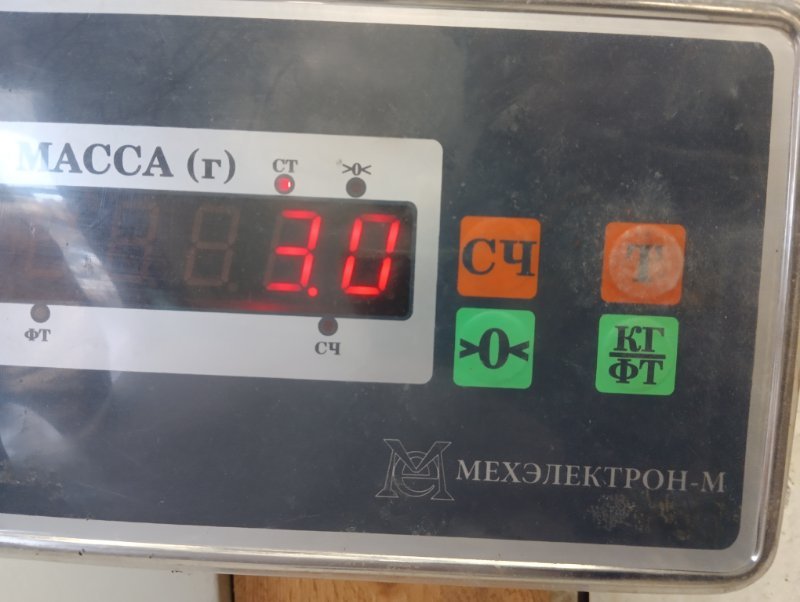 МАССА (г)
СТ
>0<
3.0
СЧ
Т
ФТ
СЧ
>0<
КГ
ФТ
МЕХЭЛЕКТРОН-М